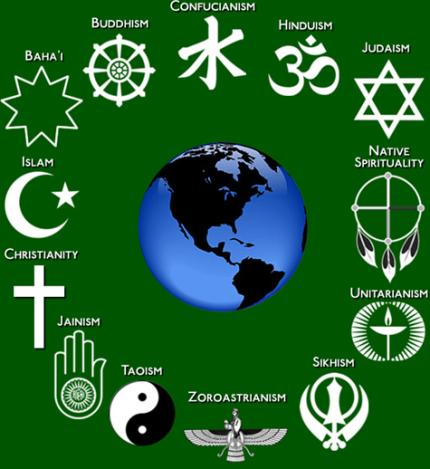 Confucianism
Buddhism
Hinduism
Baha'i
Judaism
Islam
Native
Spirituality
Christianity
Unitarianism
Jainism
Taoism
Sikhism
Zoroastrianism